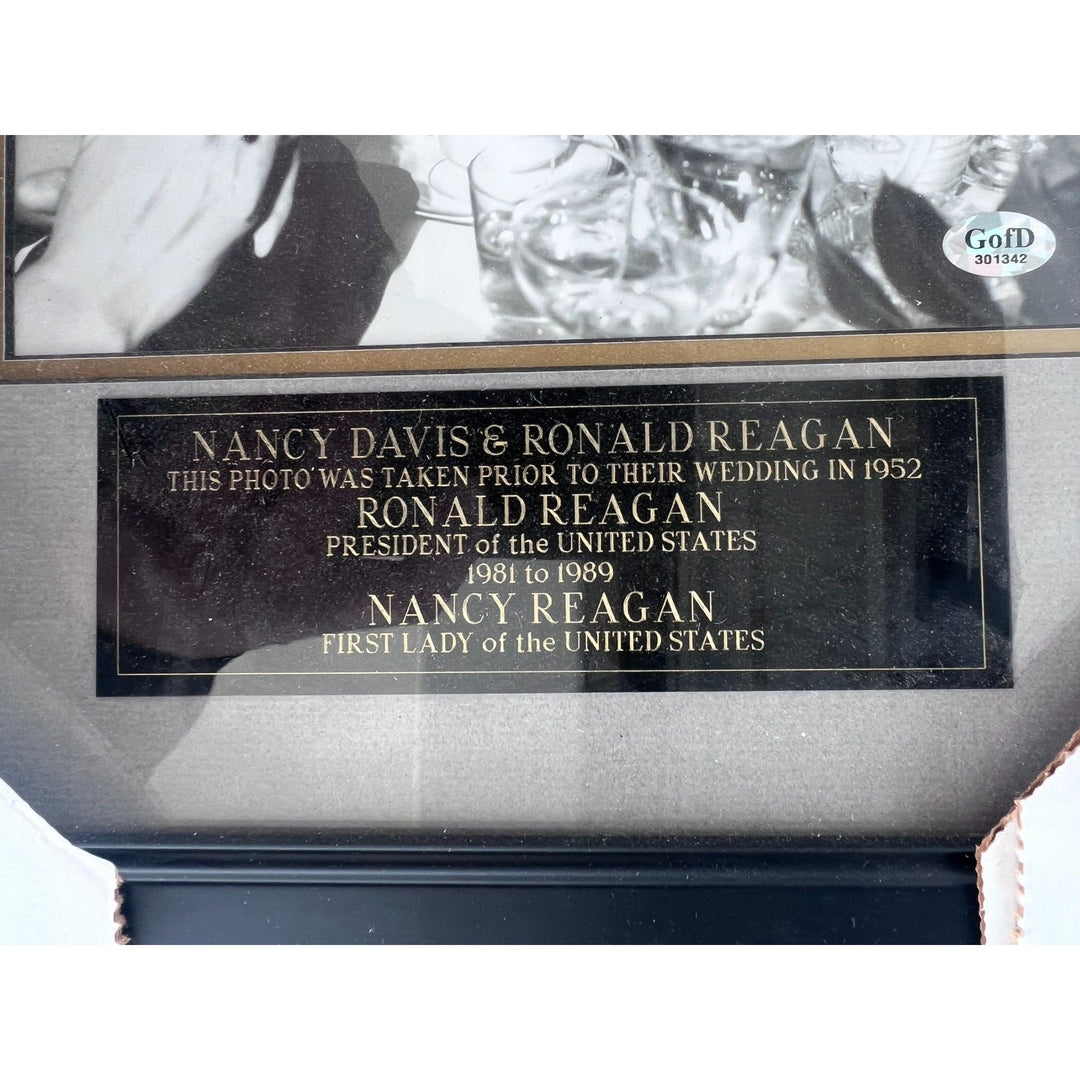 GofD
301342
NANCY DAVIS & RONALD REAGAN
THIS PHOTO WAS TAKEN PRIOR TO THEIR WEDDING IN 1952
RONALD REAGAN
PRESIDENT of the UNITED STATES
1981 to 1989
NANCY REAGAN
FIRST LADY of the UNITED STATES